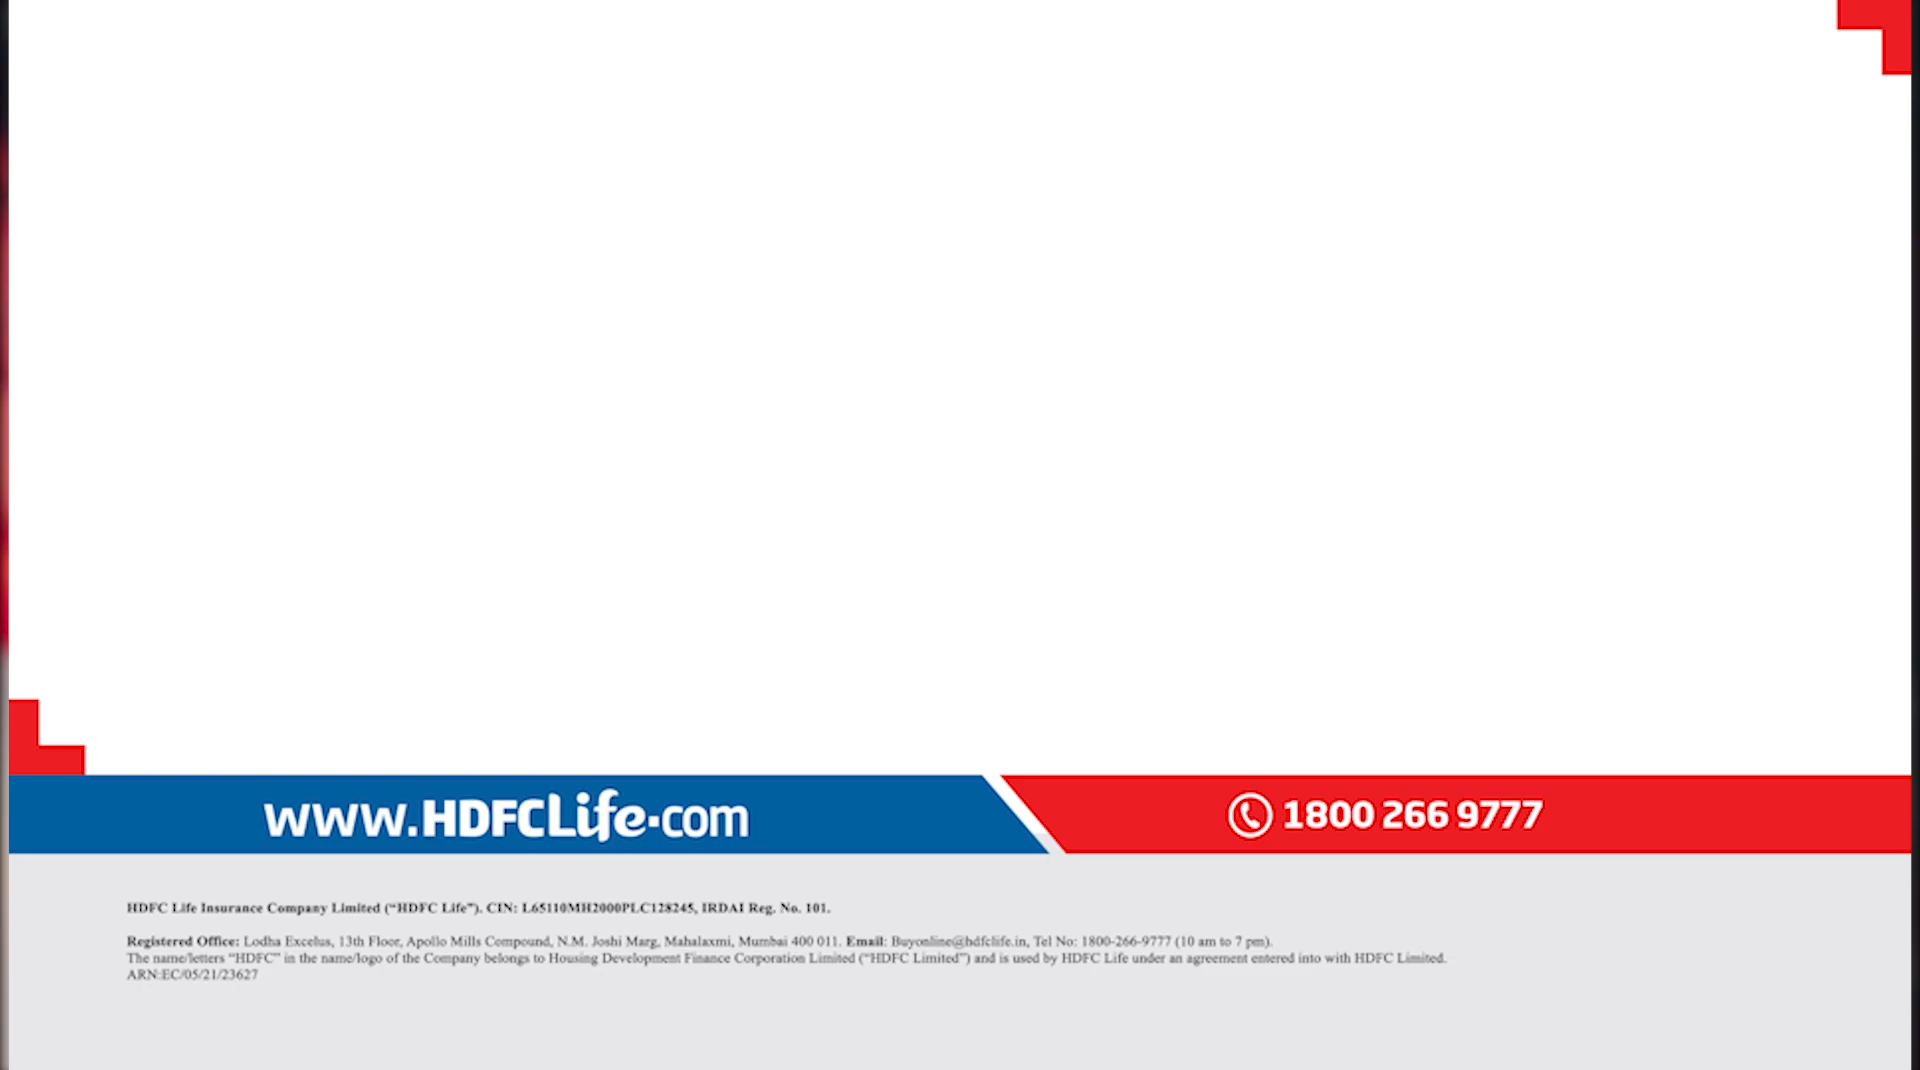 www.HDFCLife.com
1800 266 9777
HDFC Life Insurance Company Limited (“HDFC Life”). CIN: L65110MH2000PLC128245, IRDAI Reg. No. 101.
Registered Office: Lodha Excelus, 13th Floor, Apollo Mills Compound, N.M. Joshi Marg, Mahalaxmi, Mumbai 400 011. Email: Buyonline@hdfclife.in, Tel No: 1800-266-9777 (10 am to 7 pm).
The name/letters “HDFC” in the name/logo of the Company belongs to Housing Development Finance Corporation Limited (“HDFC Limited”) and is used by HDFC Life under an agreement entered into with HDFC Limited.
ARN:EC/05/21/23627